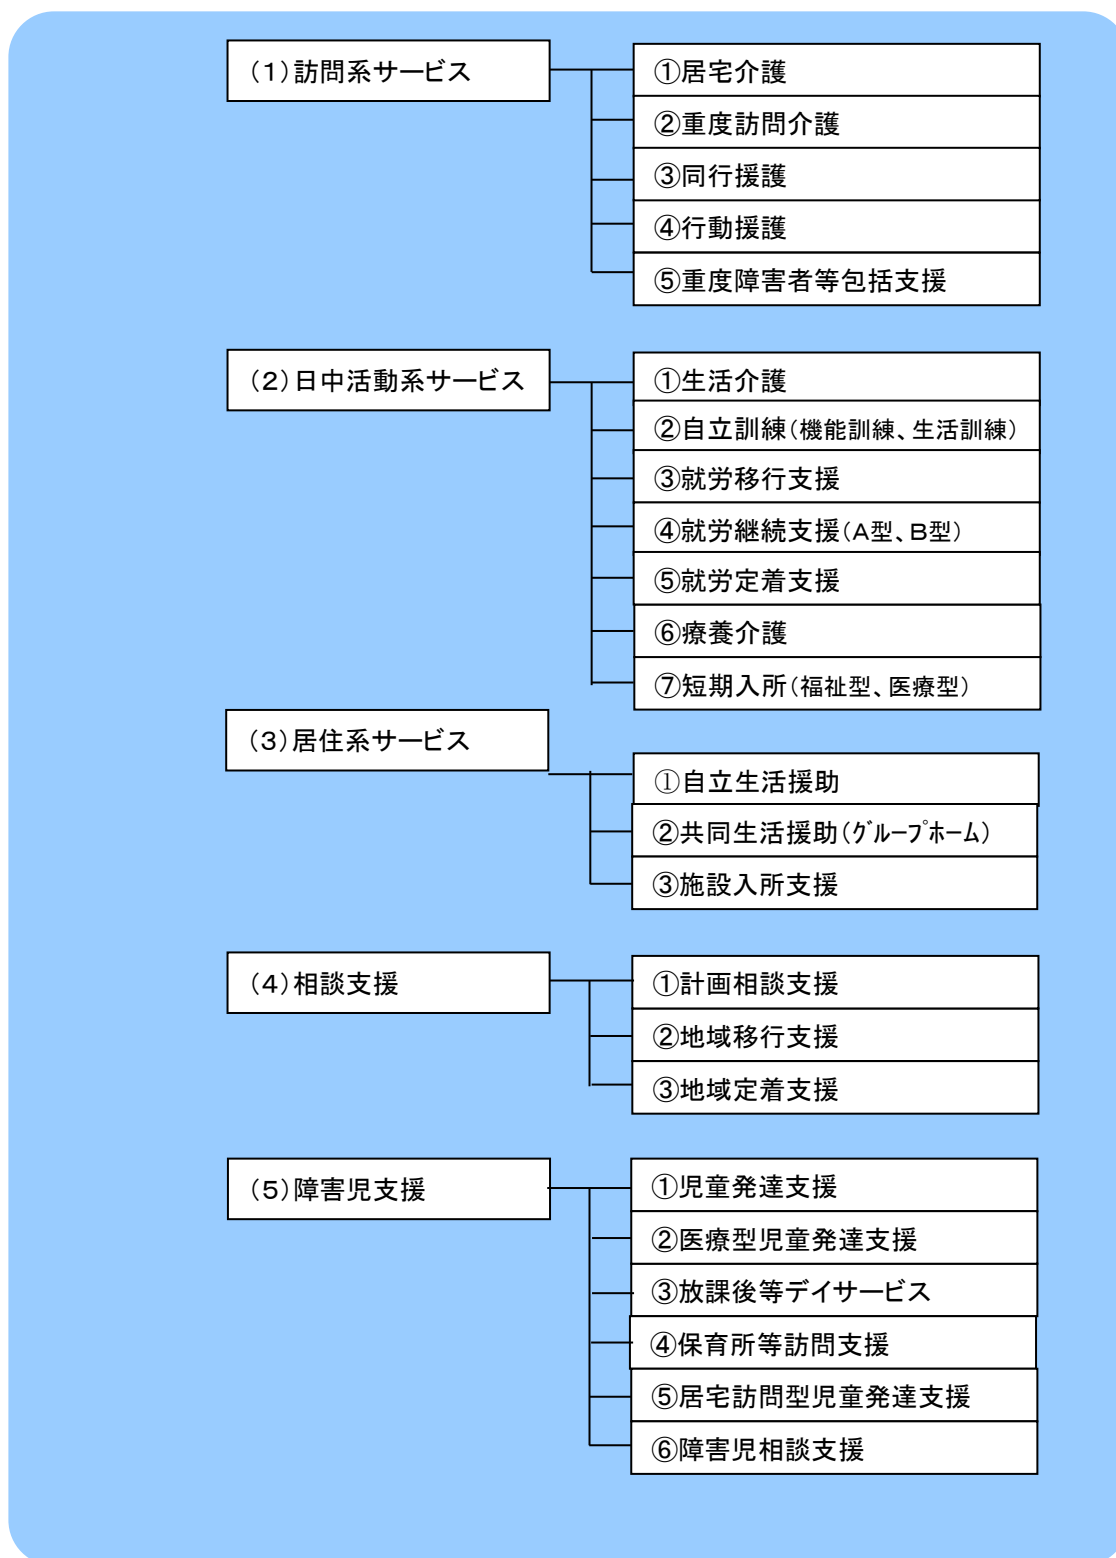 （１）訪問系サービス
①居宅介護
②重度訪問介護
③同行援護
④行動援護
⑤重度障害者等包括支援
（２）日中活動系サービス
①生活介護
②自立訓練（機能訓練、生活訓練）
③就労移行支援
④就労継続支援（Ａ型、Ｂ型）
⑤就労定着支援
⑥療養介護
⑦短期入所（福祉型、医療型）
（３）居住系サービス
①自立生活援助
②共同生活援助（ｸﾞﾙｰﾌﾟﾎｰﾑ）
③施設入所支援
（４）相談支援
①計画相談支援
②地域移行支援
③地域定着支援
（５）障害児支援
①児童発達支援
②医療型児童発達支援
③放課後等デイサービス
④保育所等訪問支援
⑤居宅訪問型児童発達支援
⑥障害児相談支援